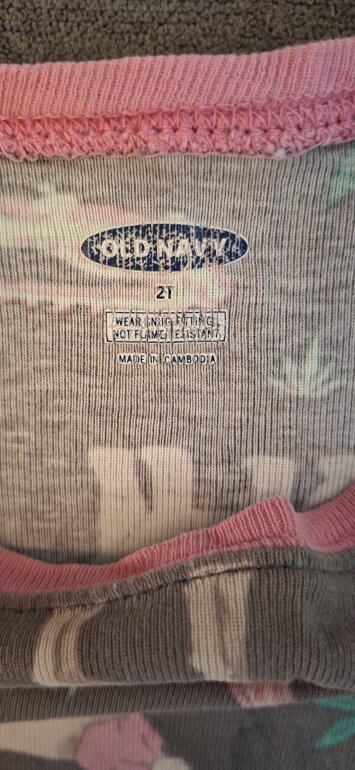 OLD NAVY
2T
WEAR SNUG FITTING
NOT FLAME RESISTANT
MADE IN CAMBODIA